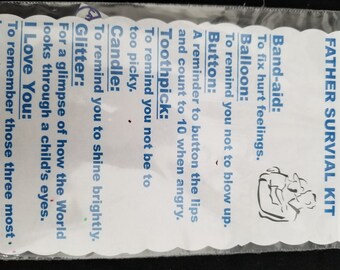 FATHER SURVIAL KIT
Band-aid:
To fix hurt feelings.
Balloon:
To remind you not to blow up.
Button:
A reminder to button the lips
and count to 10 when angry.
Toothpick:
To remind you not be to
too picky.
Candle:
To remind you to shine brightly.
Glitter:
For a glimpse of how the World
looks through a child's eyes.
I Love You:
To remember those three most